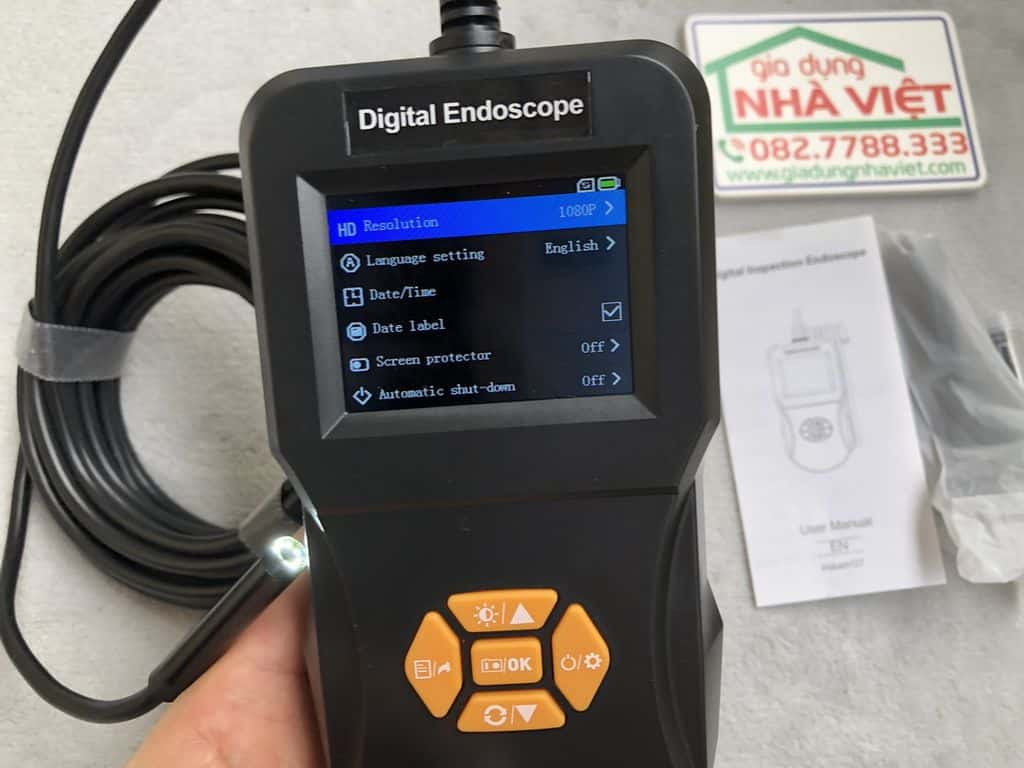 Digital Endoscope
HD Resolution 1080P
Language setting English
Date/Time
Date label
Screen protector Off
Automatic shut-down Off
OK
gia dụng
NHÀ VIỆT
082.7788.333
www.giadungnhaviet.com
Digital Inspection Endoscope
User Manual
EN